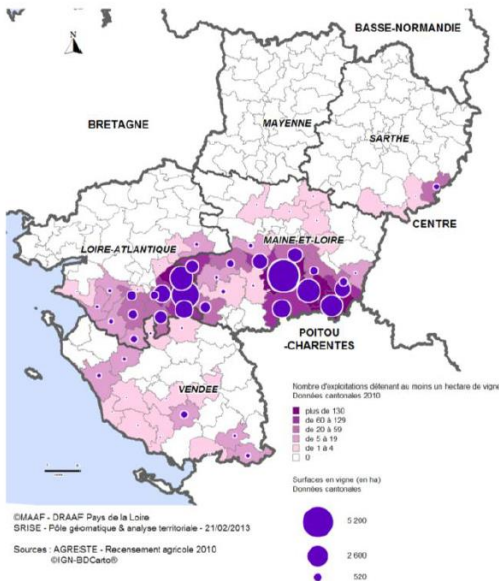 BASSE-NORMANDIE
N
BRETAGNE
MAYENNE
SARTHE
CENTRE
LOIRE-ATLANTIQUE
MAINE-ET-LOIRE
POITOU
-CHARENTES
VENDEE
Nombre d'exploitations détenant au moins un hectare de vigne
Données cantonales 2010
plus de 130
de 60 à 129
de 20 à 59
de 5 à 19
de 1 à 4
0
Surfaces en vigne (en ha)
Données cantonales
5 200
2 600
520
©MAAF - DRAAF Pays de la Loire
SRISE - Pôle géomatique & analyse territoriale - 21/02/2013
Sources : AGRESTE - Recensement agricole 2010
©IGN-BDCarto®